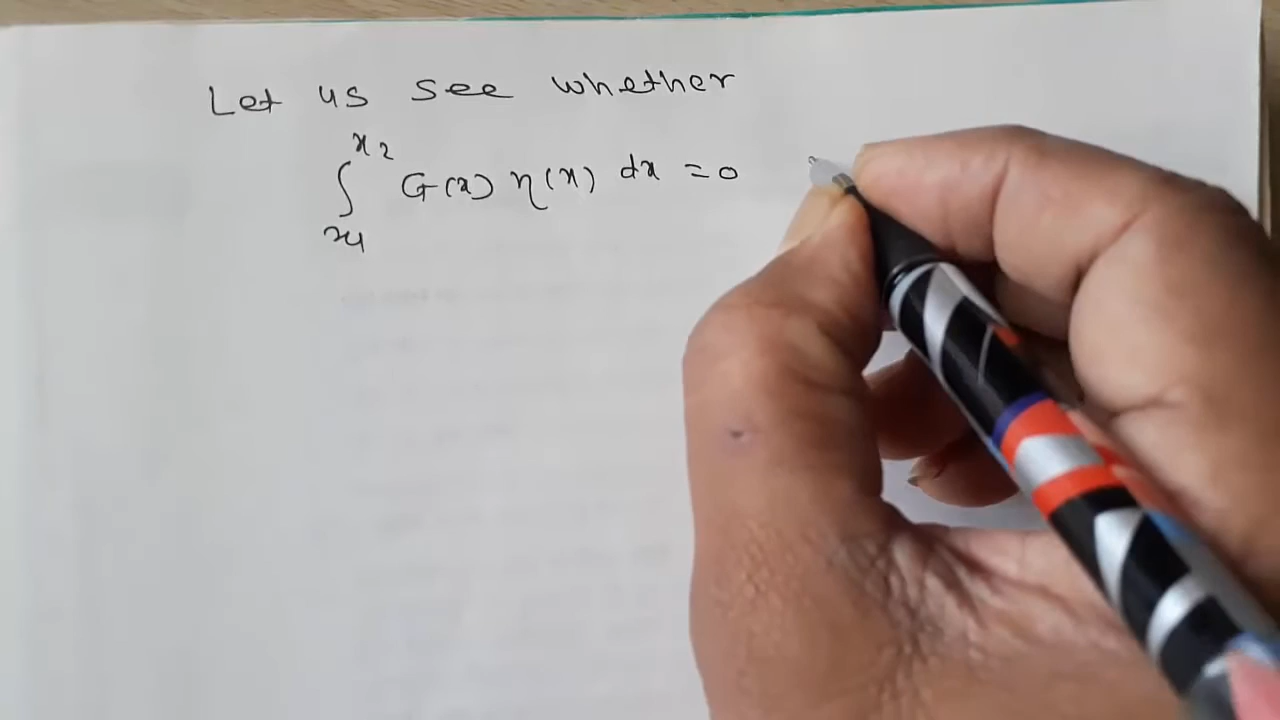 Let us see whether
∫_{x1}^{x2} G(x) η(x) dx = 0